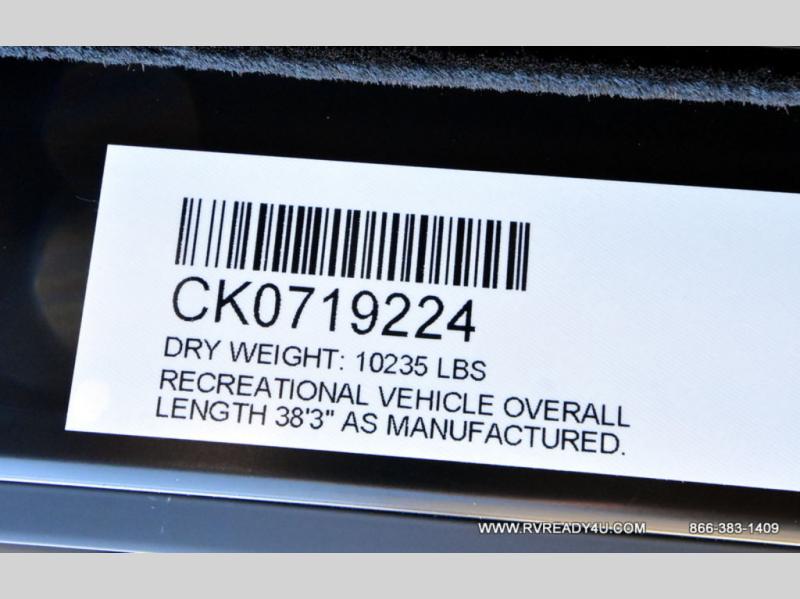 CK0719224
DRY WEIGHT: 10235 LBS
RECREATIONAL VEHICLE OVERALL
LENGTH 38'3" AS MANUFACTURED.
WWW.RVREADY4U.COM 866-383-1409